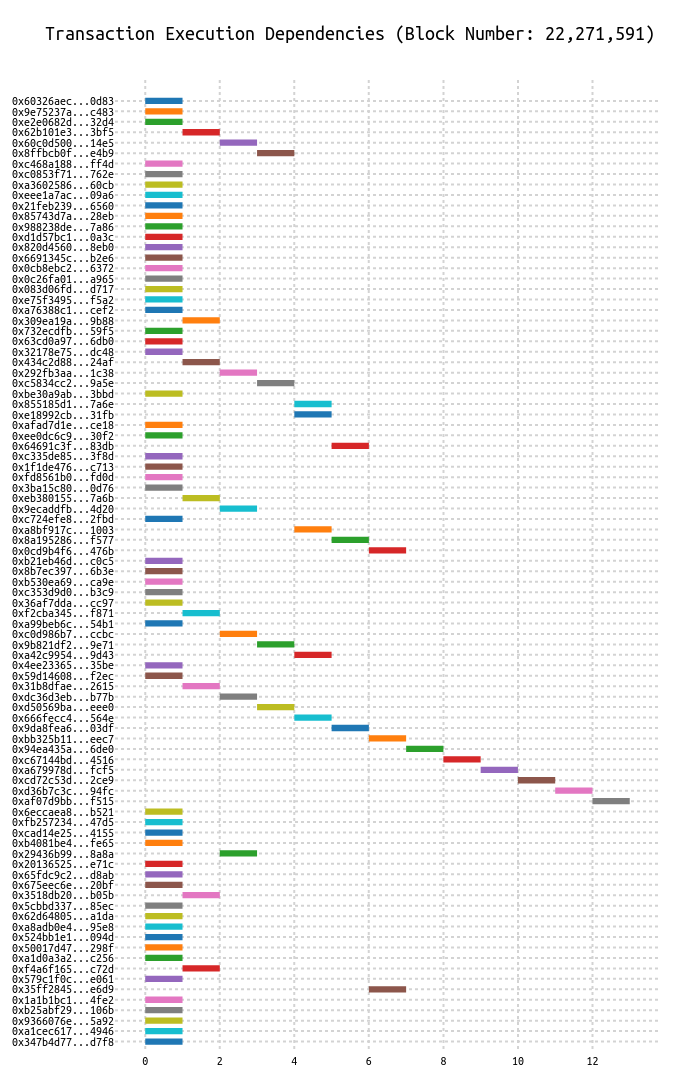 Transaction Execution Dependencies (Block Number: 22,271,591)
0x60326aec...0d83
0x9e75237a...c483
0xe2e0682d...32d4
0x62b101e3...3bf5
0x60c0d500...14e5
0x8ffbcb0f...e4b9
0xc468a188...ff4d
0xc0853f71...762e
0xa3602586...60cb
0xeee1a7ac...09a6
0x21feb239...6560
0x85743d7a...28eb
0x988238de...7a86
0xd1d57bc1...0a3c
0x820d4560...8eb0
0x6691345c...b2e6
0x0cb8ebc2...6372
0x0c26fa01...a965
0x083d06fd...d717
0xe75f3495...f5a2
0xa76388c1...cef2
0x309ea19a...9b88
0x732ecdfb...59f5
0x63cd0a97...6db0
0x32178e75...dc48
0x434c2d88...24af
0x292fb3aa...1c38
0xc5834cc2...9a5e
0xbe30a9ab...3bbd
0x855185d1...7a6e
0xe18992cb...31fb
0xafad7d1e...ce18
0xee0dc6c9...30f2
0x64691c3f...83db
0xc335de85...3f8d
0x1f1de476...c713
0xfd8561b0...fd0d
0x3ba15c80...0d76
0xeb380155...7a6b
0x9ecaddfb...4d20
0xc724efe8...2fbd
0xa8bf917c...1003
0x8a195286...f577
0x0cd9b4f6...476b
0xb21eb46d...c0c5
0x8b7ec397...6b3e
0xb530ea69...ca9e
0xc353d9d0...b3c9
0x36af7dda...cc97
0xf2cba345...f871
0xa99beb6c...54b1
0xc0d986b7...ccbc
0x9b821df2...9e71
0xa42c9954...9d43
0x4ee23365...35be
0x59d14608...f2ec
0x31b8dfae...2615
0xdc36d3eb...b77b
0xd50569ba...eee0
0x666fecc4...564e
0x9da8fea6...03df
0xbb325b11...eec7
0x94ea435a...6de0
0xc67144bd...4516
0xa679978d...fcf5
0xcd72c53d...2ce9
0xd36b7c3c...94fc
0xaf07d9bb...f515
0x6eccaea8...b521
0xfb257234...47d5
0xcad14e25...4155
0xb4081be4...fe65
0x29436b99...8a8a
0x20136525...e71c
0x65fdc9c2...d8ab
0x675eec6e...20bf
0x3518db20...b05b
0x5cbbd337...85ec
0x62d64805...a1da
0xa8adb0e4...95e8
0x524bb1e1...094d
0x50017d47...298f
0xa1d0a3a2...c256
0xf4a6f165...c72d
0x579c1f0c...e061
0x35ff2845...e6d9
0x1a1b1bc1...4fe2
0xb25abf29...106b
0x9366076e...5a92
0xa1cec617...4946
0x347b4d77...d7f8
0 2 4 6 8 10 12